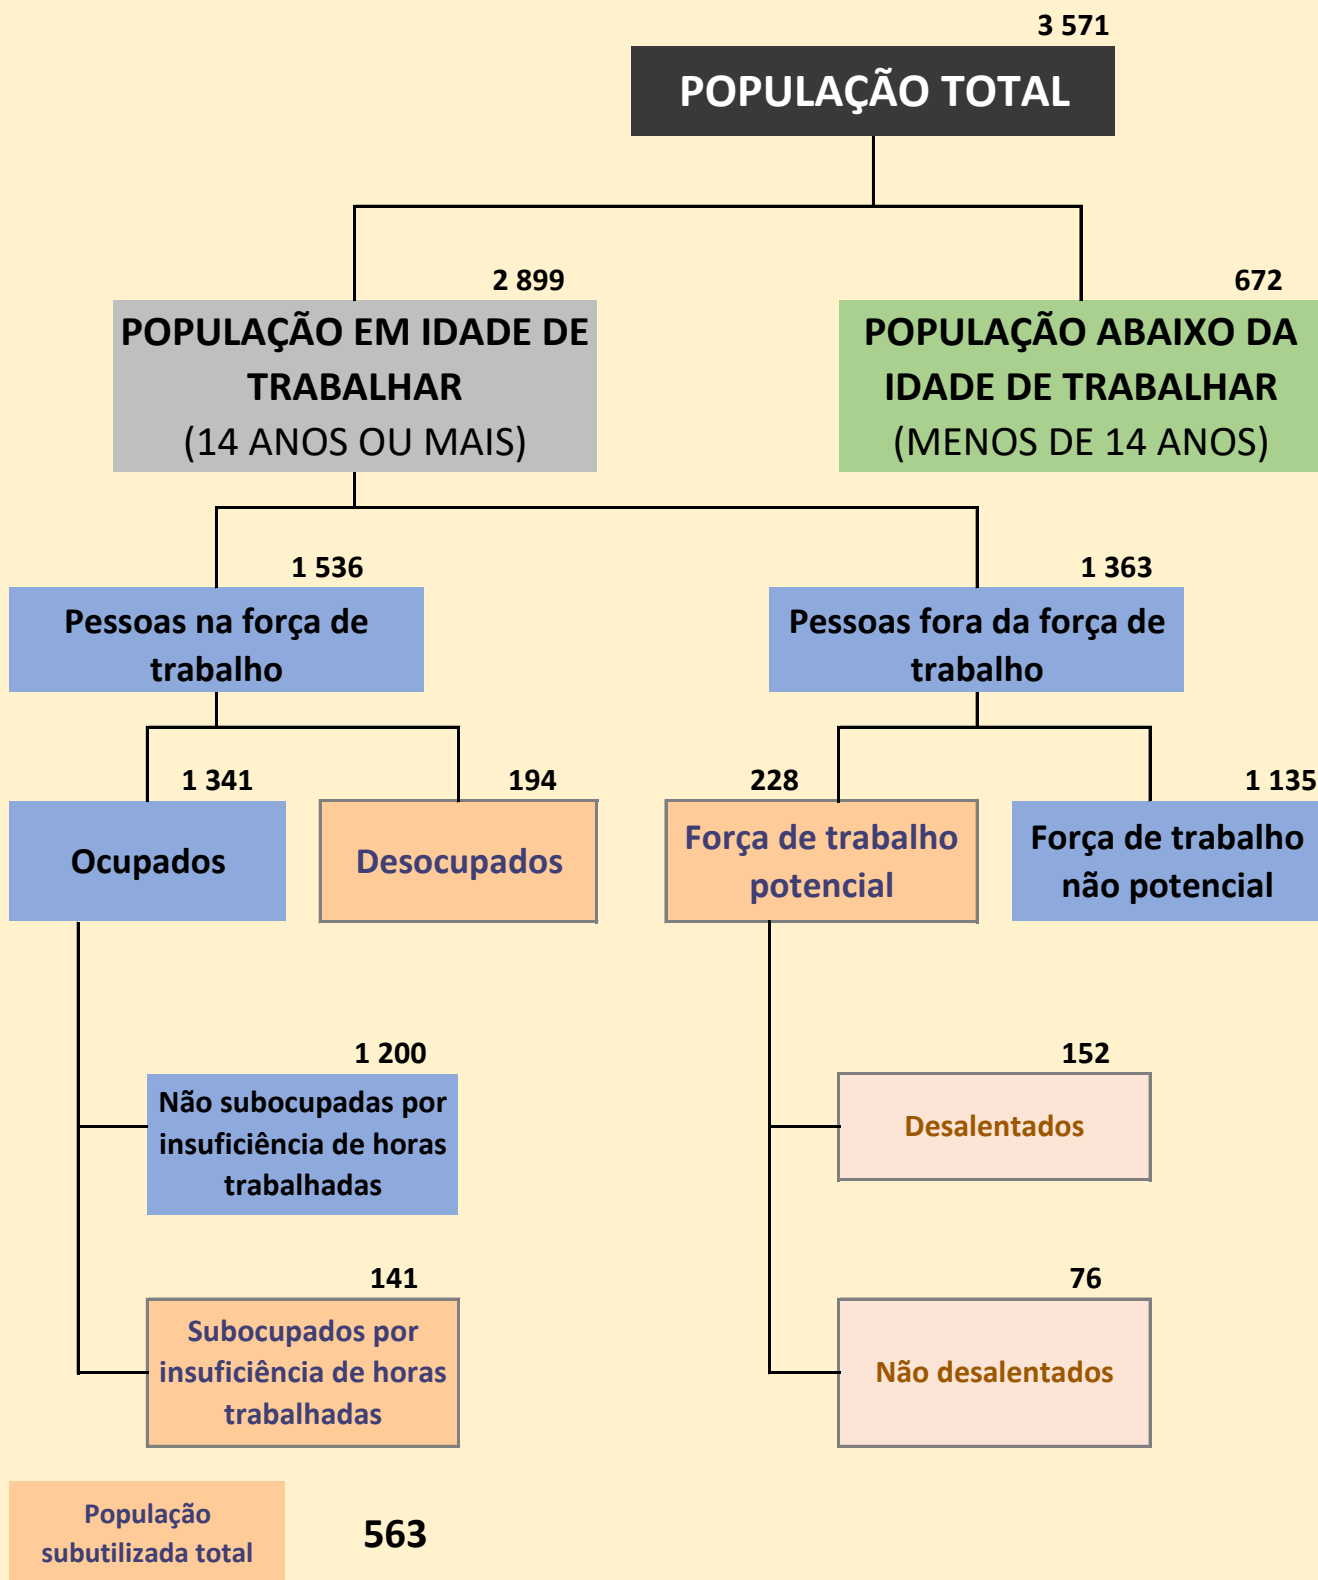 3 571
POPULAÇÃO TOTAL
2 899
POPULAÇÃO EM IDADE DE
TRABALHAR
(14 ANOS OU MAIS)
672
POPULAÇÃO ABAIXO DA
IDADE DE TRABALHAR
(MENOS DE 14 ANOS)
1 536
Pessoas na força de
trabalho
1 363
Pessoas fora da força de
trabalho
1 341
Ocupados
194
Desocupados
228
Força de trabalho
potencial
1 135
Força de trabalho
não potencial
1 200
Não subocupadas por
insuficiência de horas
trabalhadas
152
Desalentados
141
Subocupados por
insuficiência de horas
trabalhadas
76
Não desalentados
População
subutilizada total
563